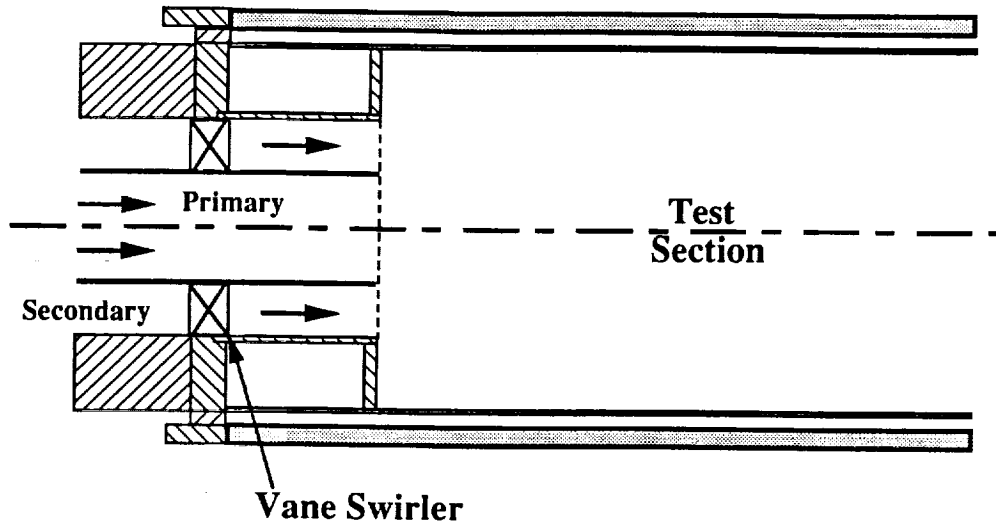 Primary
Test
Section
Secondary
Vane Swirler